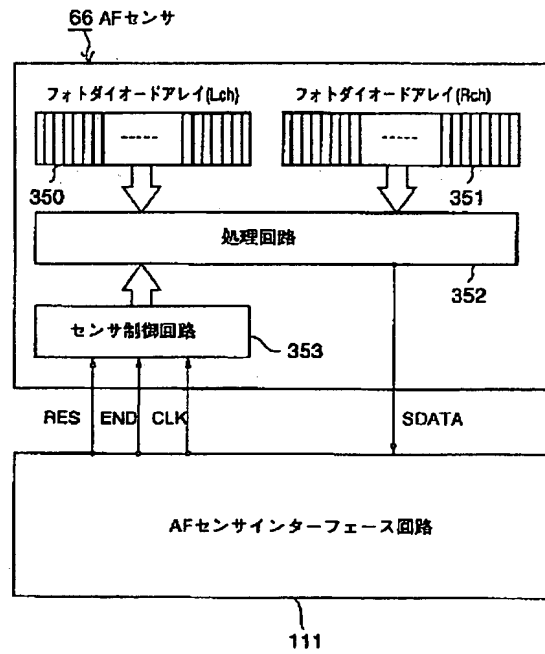 66 AFセンサ
フォトダイオードアレイ(Lch)
フォトダイオードアレイ(Rch)
350
351
処理回路
352
センサ制御回路
353
RES END CLK SDATA
AFセンサインターフェース回路
111